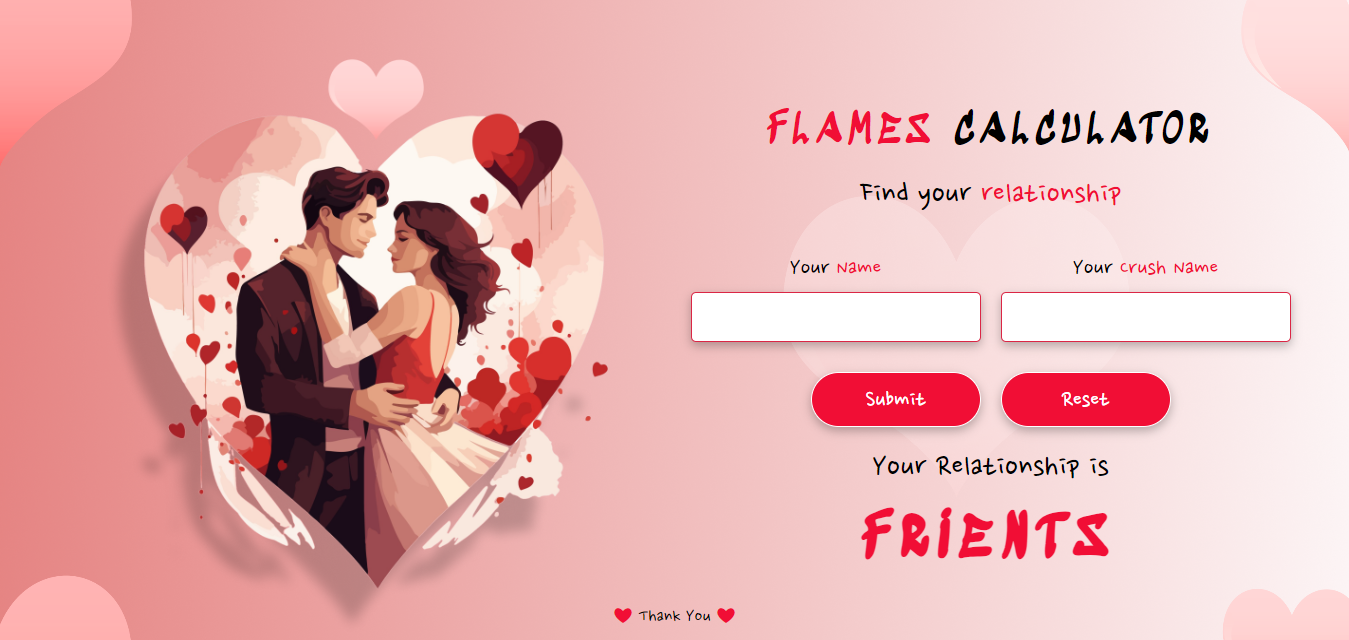 FLAMES CALCULATOR
Find your relationship
Your Name
Your Crush Name
Submit
Reset
Your Relationship is
FRIENTS
Thank You